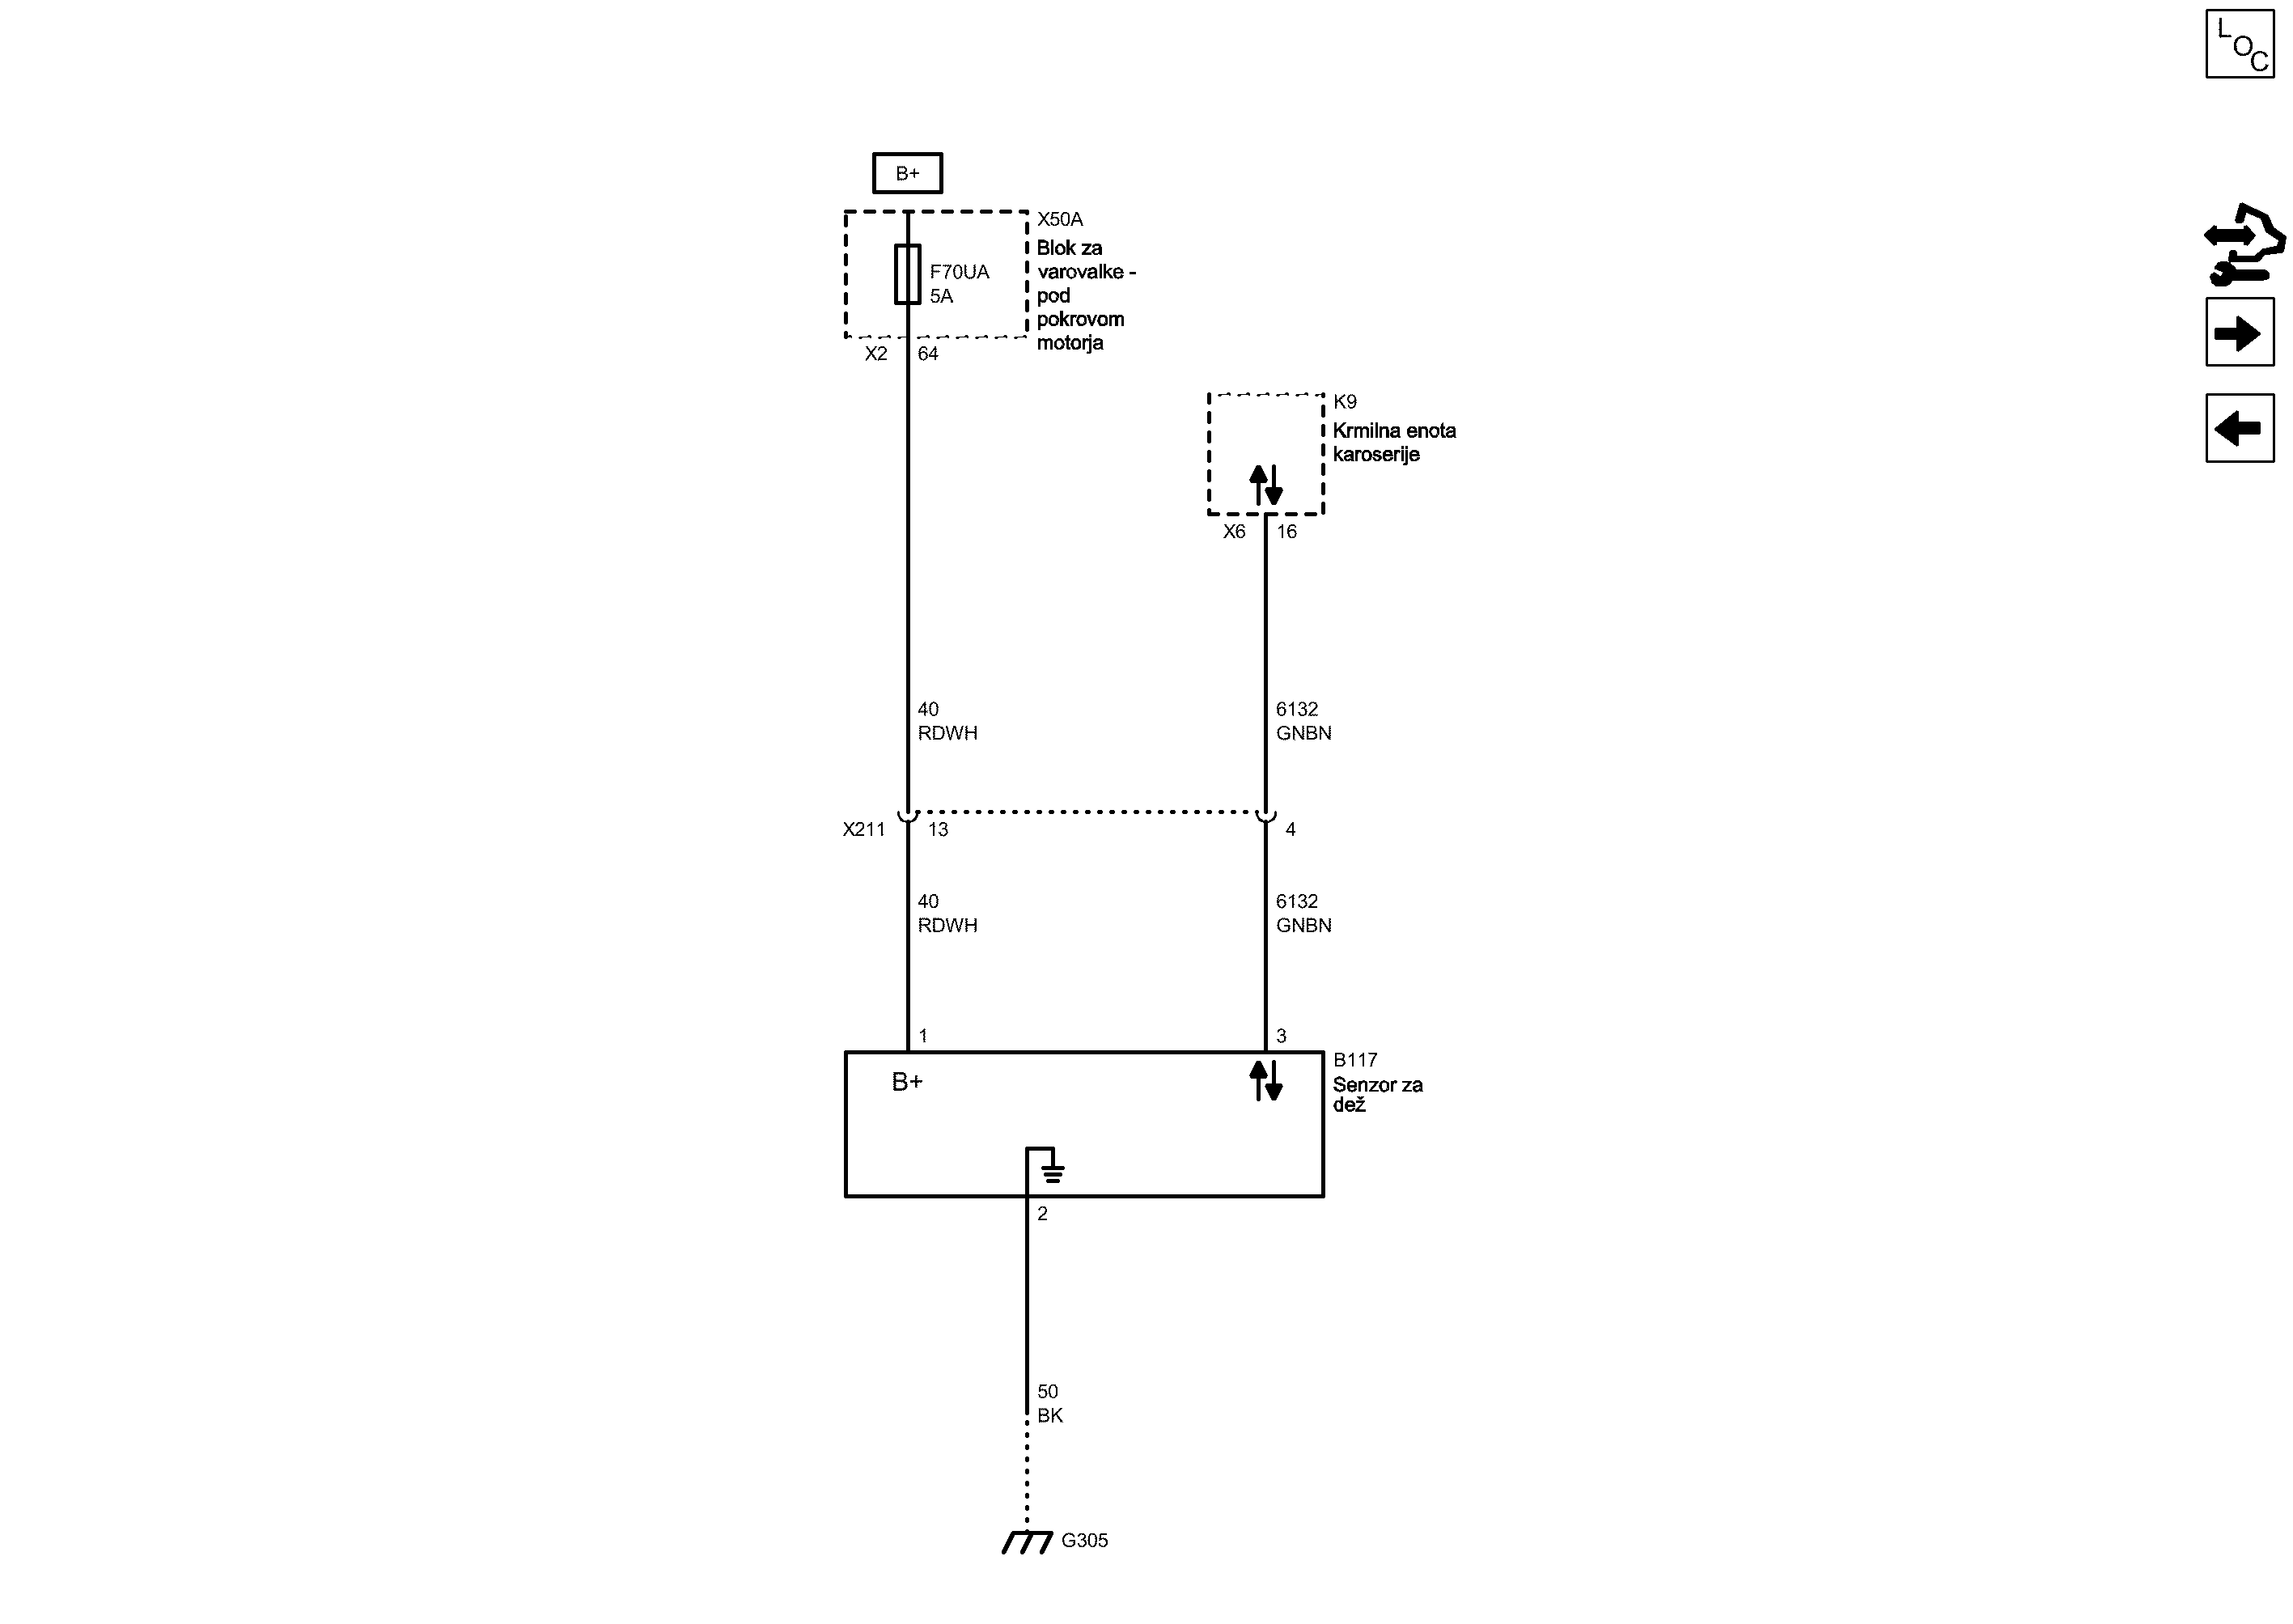 LOC
B+
X50A
Blok za
varovalke -
pod
pokrovom
motorja
F70UA
5A
X2 64
K9
Krmilna enota
karoserije
X6 16
40
RDWH
6132
GNBN
X211 13 4
40
RDWH
6132
GNBN
1 3
B+
B117
Senzor za
dež
2
50
BK
G305